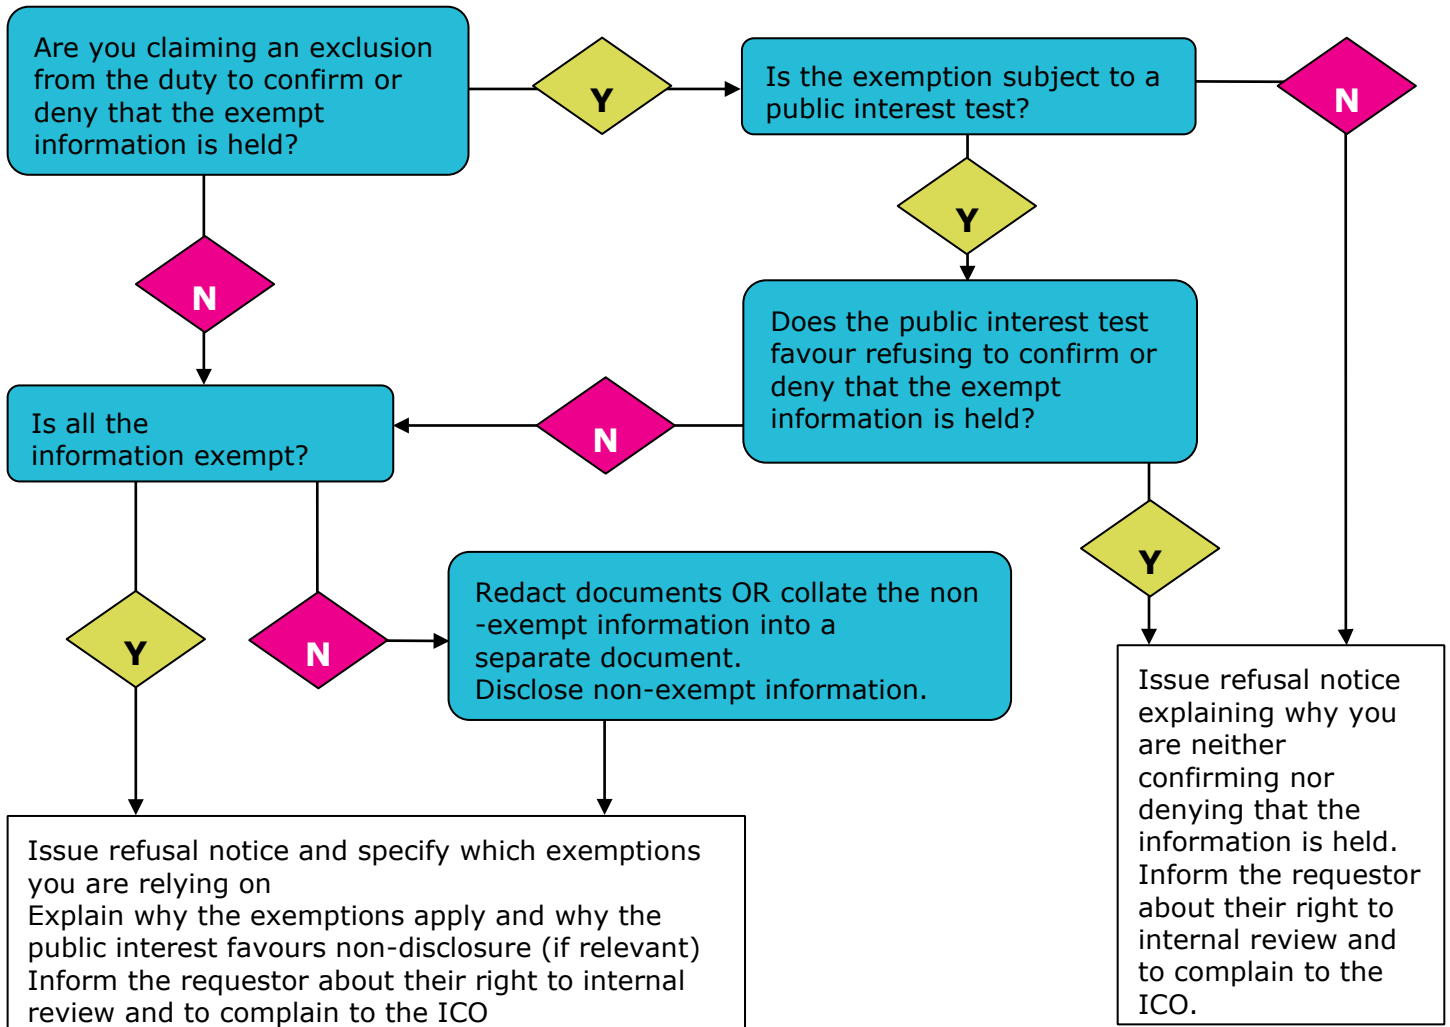 Are you claiming an exclusion
from the duty to confirm or
deny that the exempt
information is held?
Y
Is the exemption subject to a
public interest test?
N
Y
N
Does the public interest test
favour refusing to confirm or
deny that the exempt
information is held?
N
Is all the
information exempt?
Y
Y
N
Redact documents OR collate the non
-exempt information into a
separate document.
Disclose non-exempt information.
Issue refusal notice
explaining why you
are neither
confirming nor
denying that the
information is held.
Inform the requestor
about their right to
internal review and
to complain to the
ICO.
Issue refusal notice and specify which exemptions
you are relying on
Explain why the exemptions apply and why the
public interest favours non-disclosure (if relevant)
Inform the requestor about their right to internal
review and to complain to the ICO